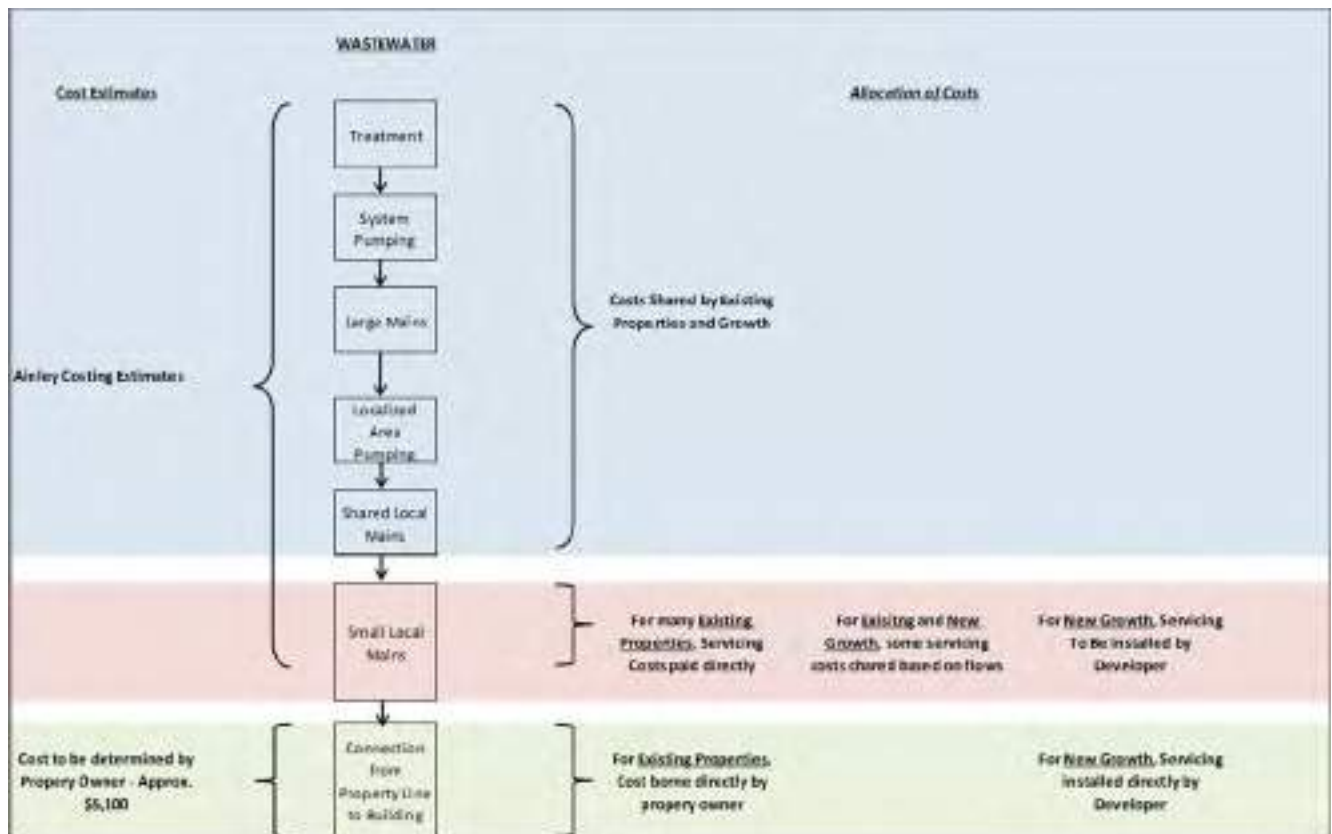 WASTEWATER
Cost Estimates
Allocation of Costs
Treatment
System
Pumping
Large Mains
Costs Shared by Existing
Properties and Growth
Ainley Costing Estimates
Localized
Area
Pumping
Shared Local
Mains
Small Local
Mains
For many Existing
Properties, Servicing
Costs paid directly
For Exisitng and New
Growth, some servicing
costs shared based on flows
For New Growth, Servicing
To Be Installed by
Developer
Cost to be determined by
Propery Owner - Approx.
$5,100
Connection
from
Property Line
to Building
For Existing Properties,
Cost borne directly by
propery owner
For New Growth, Servicing
installed directly by
Developer